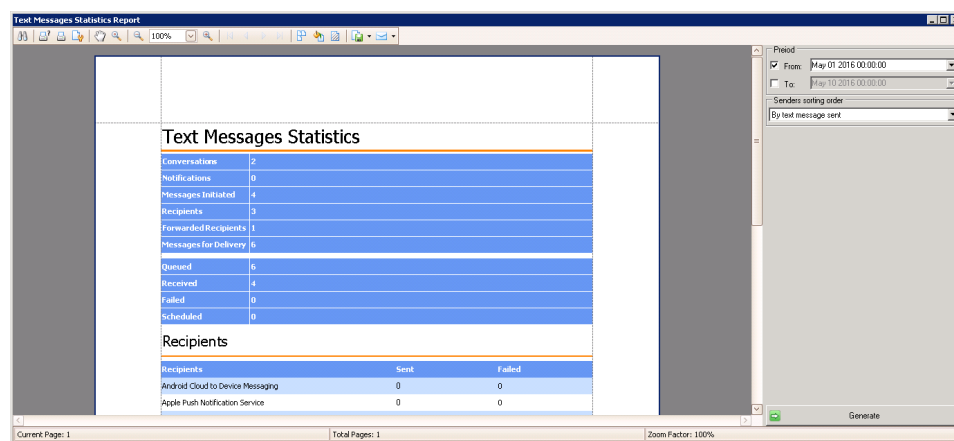 Text Messages Statistics Report
100%
Preiod
From: May 01 2016 00:00:00
To: May 10 2016 00:00:00
Senders sorting order
By text message sent
Text Messages Statistics
Conversations 2
Notifications 0
Messages Initiated 4
Recipients 3
Forwarded Recipients 1
Messages for Delivery 6
Queued 6
Received 4
Failed 0
Scheduled 0
Recipients
Recipients Sent Failed
Android Cloud to Device Messaging 0 0
Apple Push Notification Service 0 0
Generate
Current Page: 1 Total Pages: 1 Zoom Factor: 100%